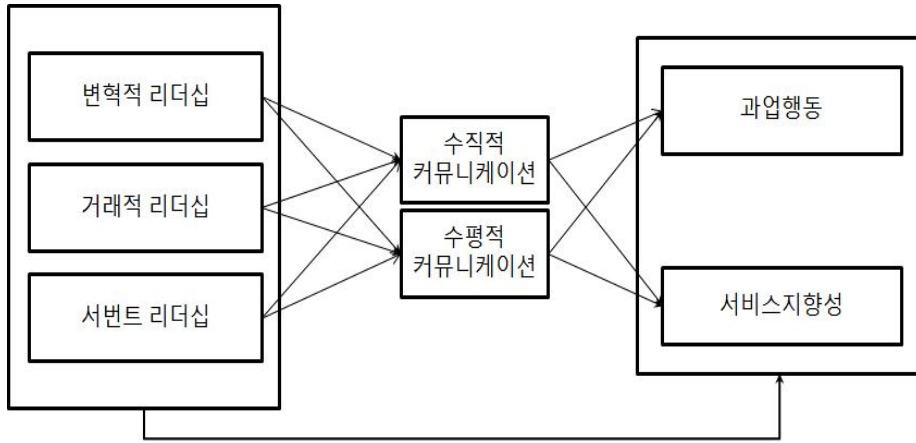 변혁적 리더십
거래적 리더십
서번트 리더십
수직적
커뮤니케이션
수평적
커뮤니케이션
과업행동
서비스지향성